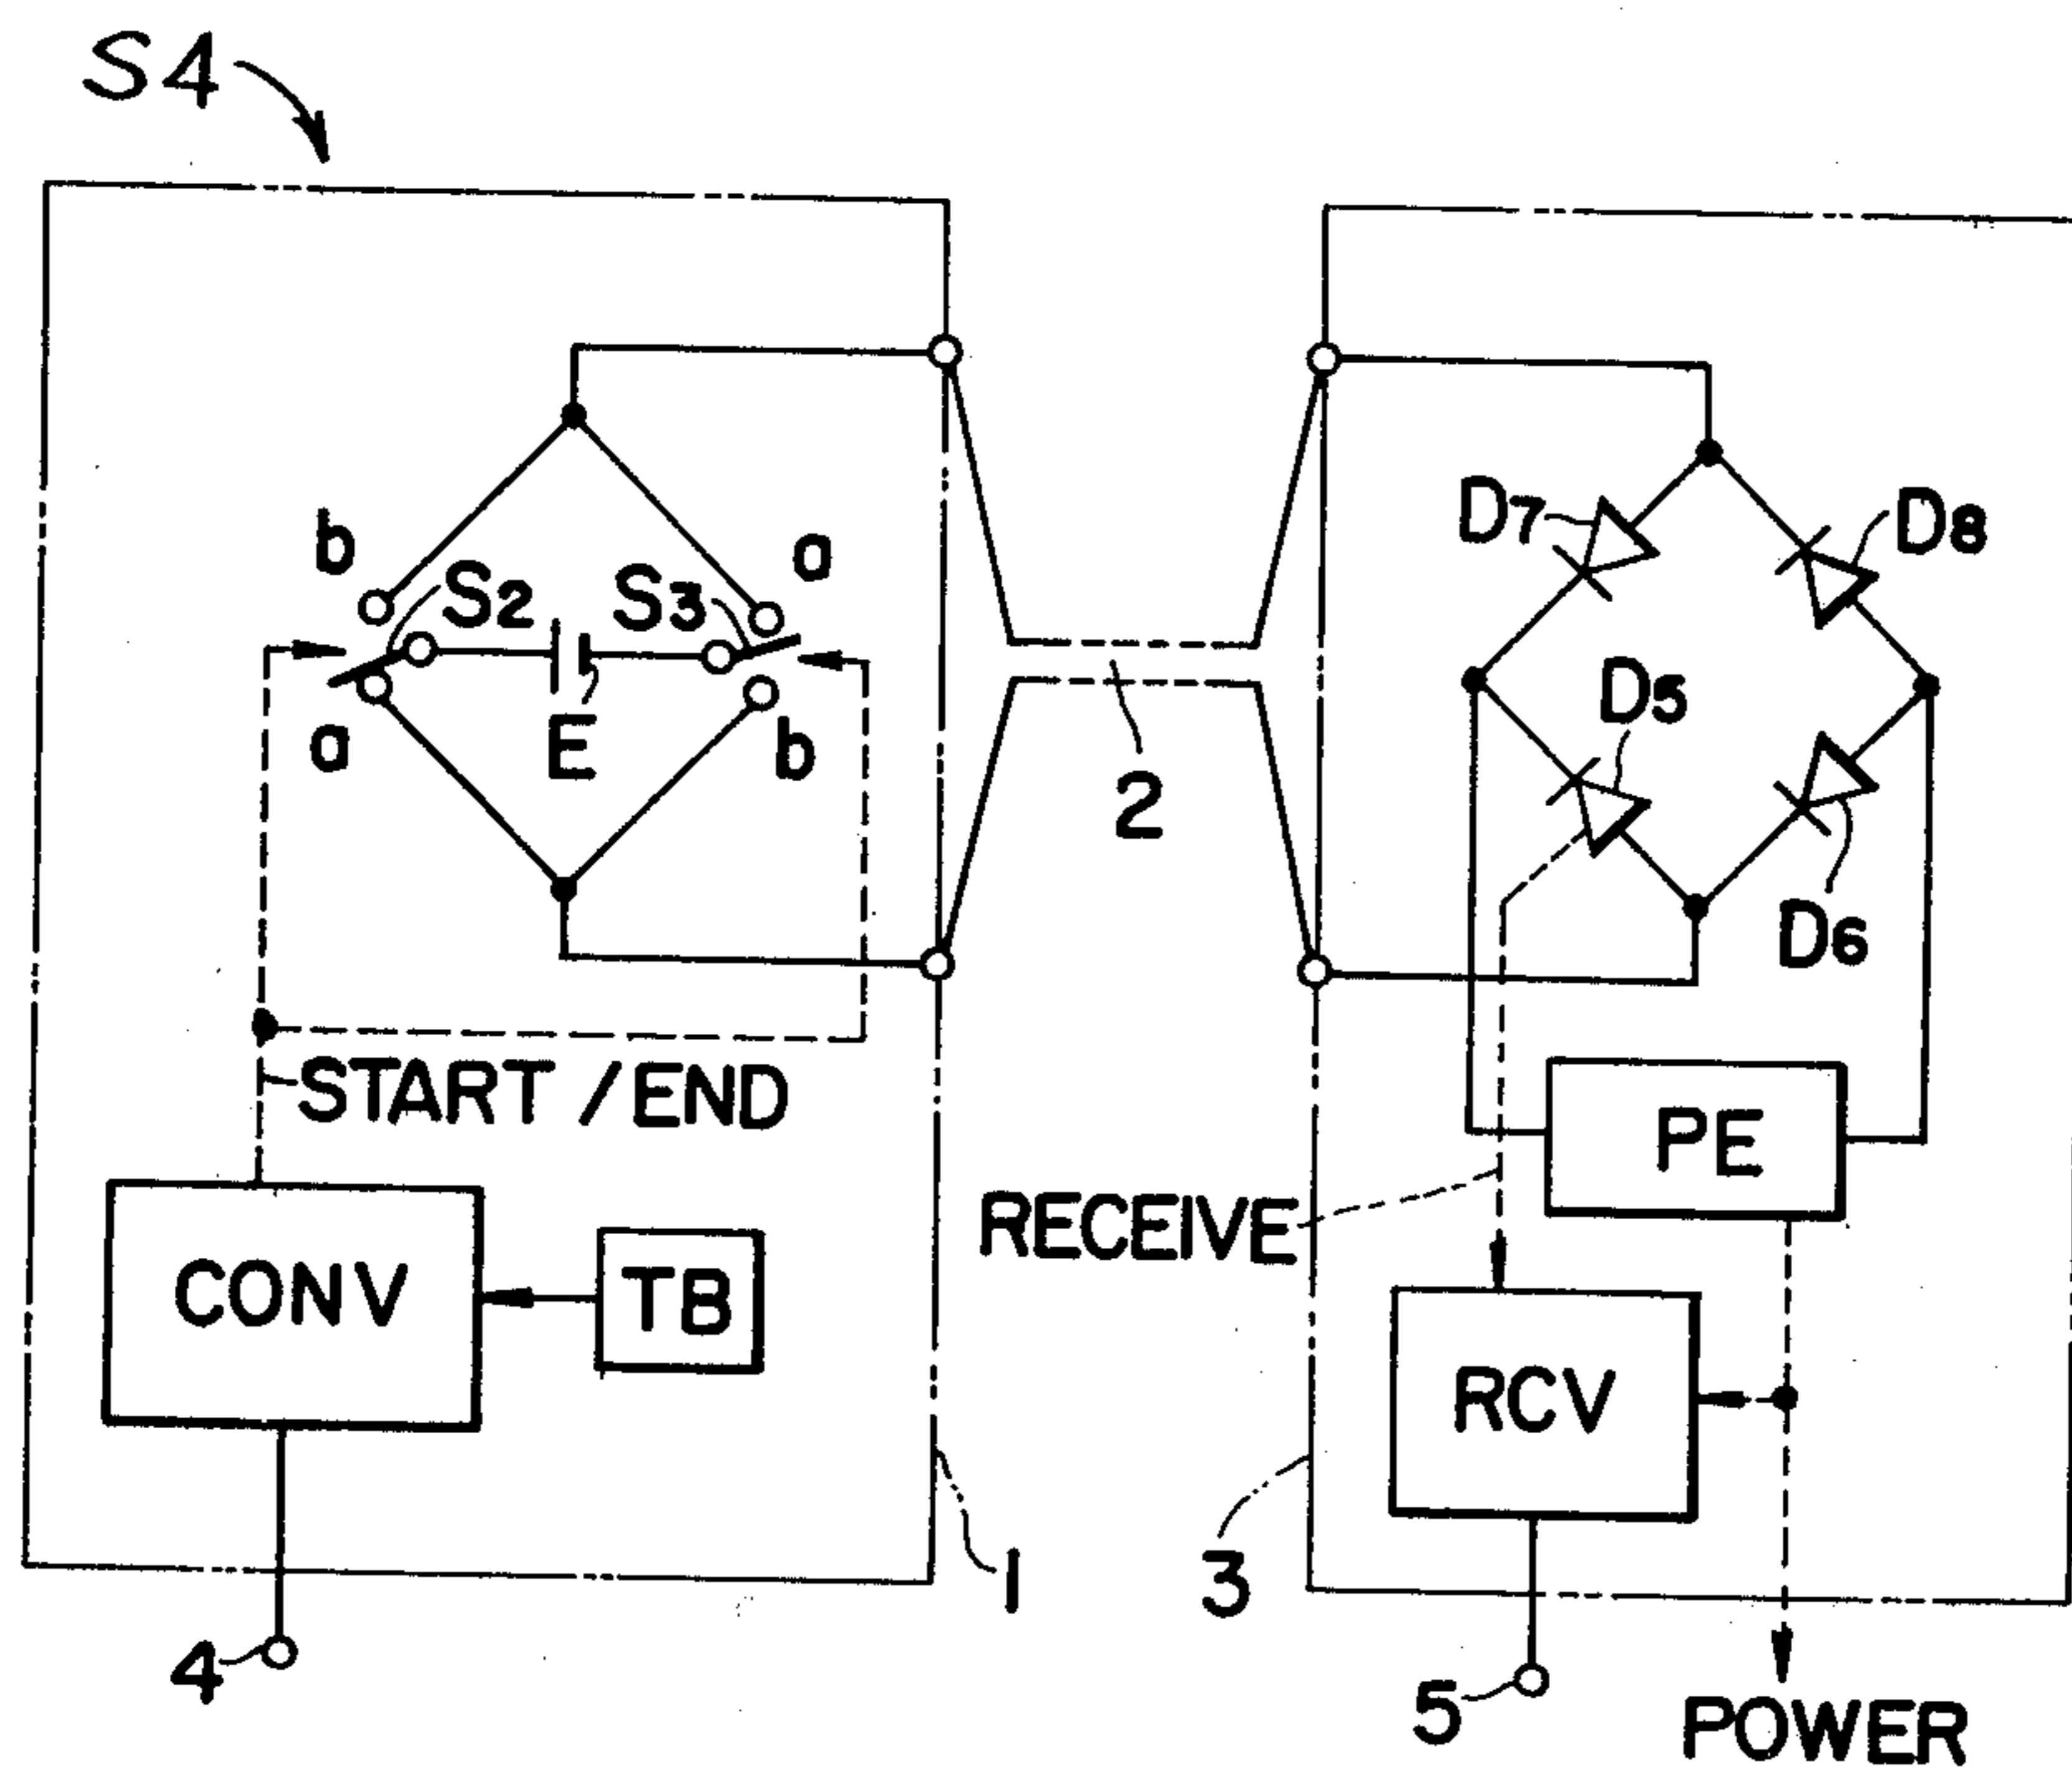 S4
D7
D8
b
S2
S3
a
D5
a
E
b
2
D6
START/END
PE
RECEIVE
CONV
TB
RCV
1
3
4
5
POWER